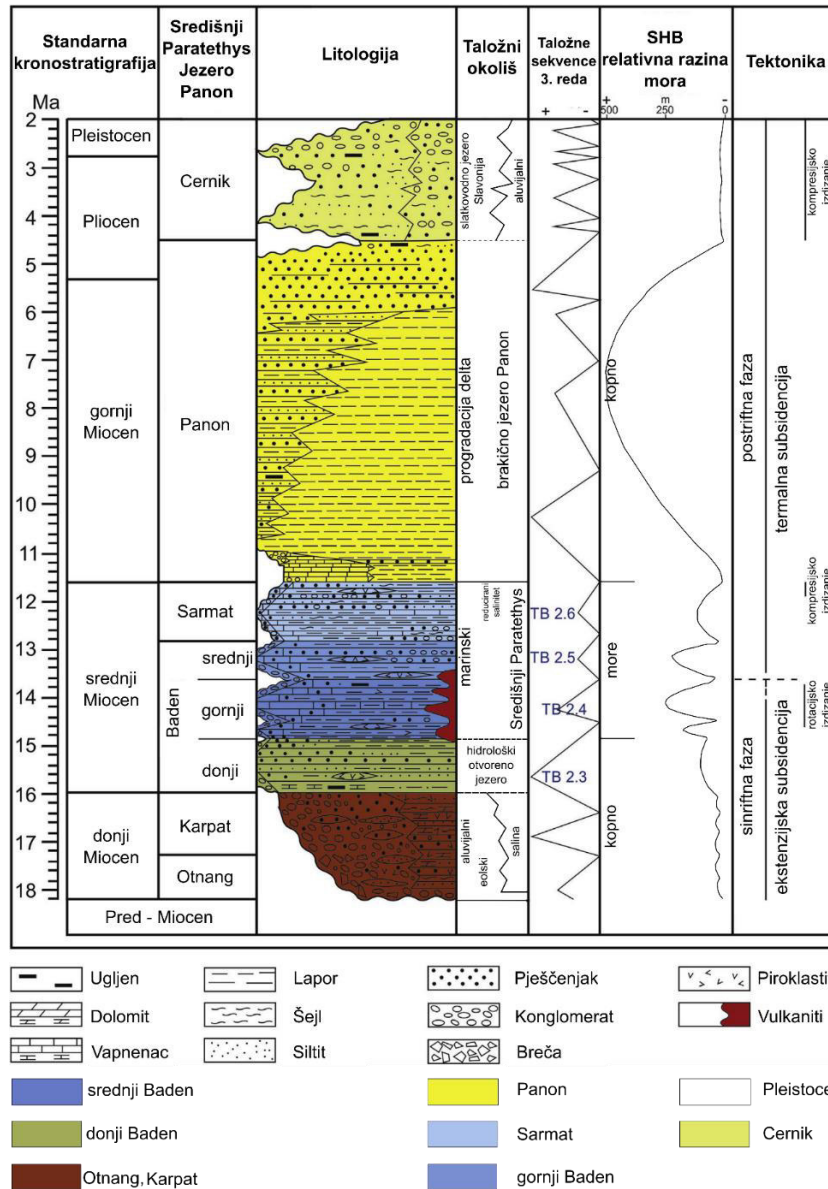 Standarna
kronostratigrafija
Središnji
Paratethys
Jezero
Panon
Litologija
Taložni
okoliš
Taložne
sekvence
3. reda
+ -
SHB
relativna razina
mora
+ m -
500 250 0
Tektonika
Ma
2
3
4
5
6
7
8
9
10
11
12
13
14
15
16
17
18
Pleistocen
Pliocen
gornji
Miocen
srednji
Miocen
donji
Miocen
Pred - Miocen
Cernik
Panon
Sarmat
Baden
srednji
gornji
donji
Karpat
Otnang
slatkovodno jezero
Slavonija
aluvijalni
progradacija delta
brakično jezero Panon
marinski
reducirani
salinitet
Središnji Paratethys
hidrološki
otvoreno
jezero
aluvijalni
eolski
salina
TB 2.6
TB 2.5
TB 2.4
TB 2.3
kopno
more
kopno
postriftna faza
sinriftna faza
termalna subsidencija
ekstenzijska subsidencija
kompresijsko
izdizanje
kompresijsko
izdizanje
rotacijsko
izdizanje
Ugljen
Lapor
Pješčenjak
Piroklasti
Dolomit
Šejl
Konglomerat
Vulkaniti
Vapnenac
Siltit
Breča
srednji Baden
Panon
Pleistoce
donji Baden
Sarmat
Cernik
Otnang, Karpat
gornji Baden